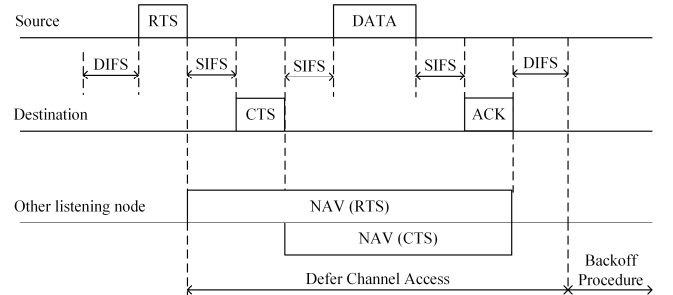 Source
RTS
DATA
DIFS
SIFS
SIFS
SIFS
DIFS
Destination
CTS
ACK
Other listening node
NAV (RTS)
NAV (CTS)
Defer Channel Access
Backoff
Procedure